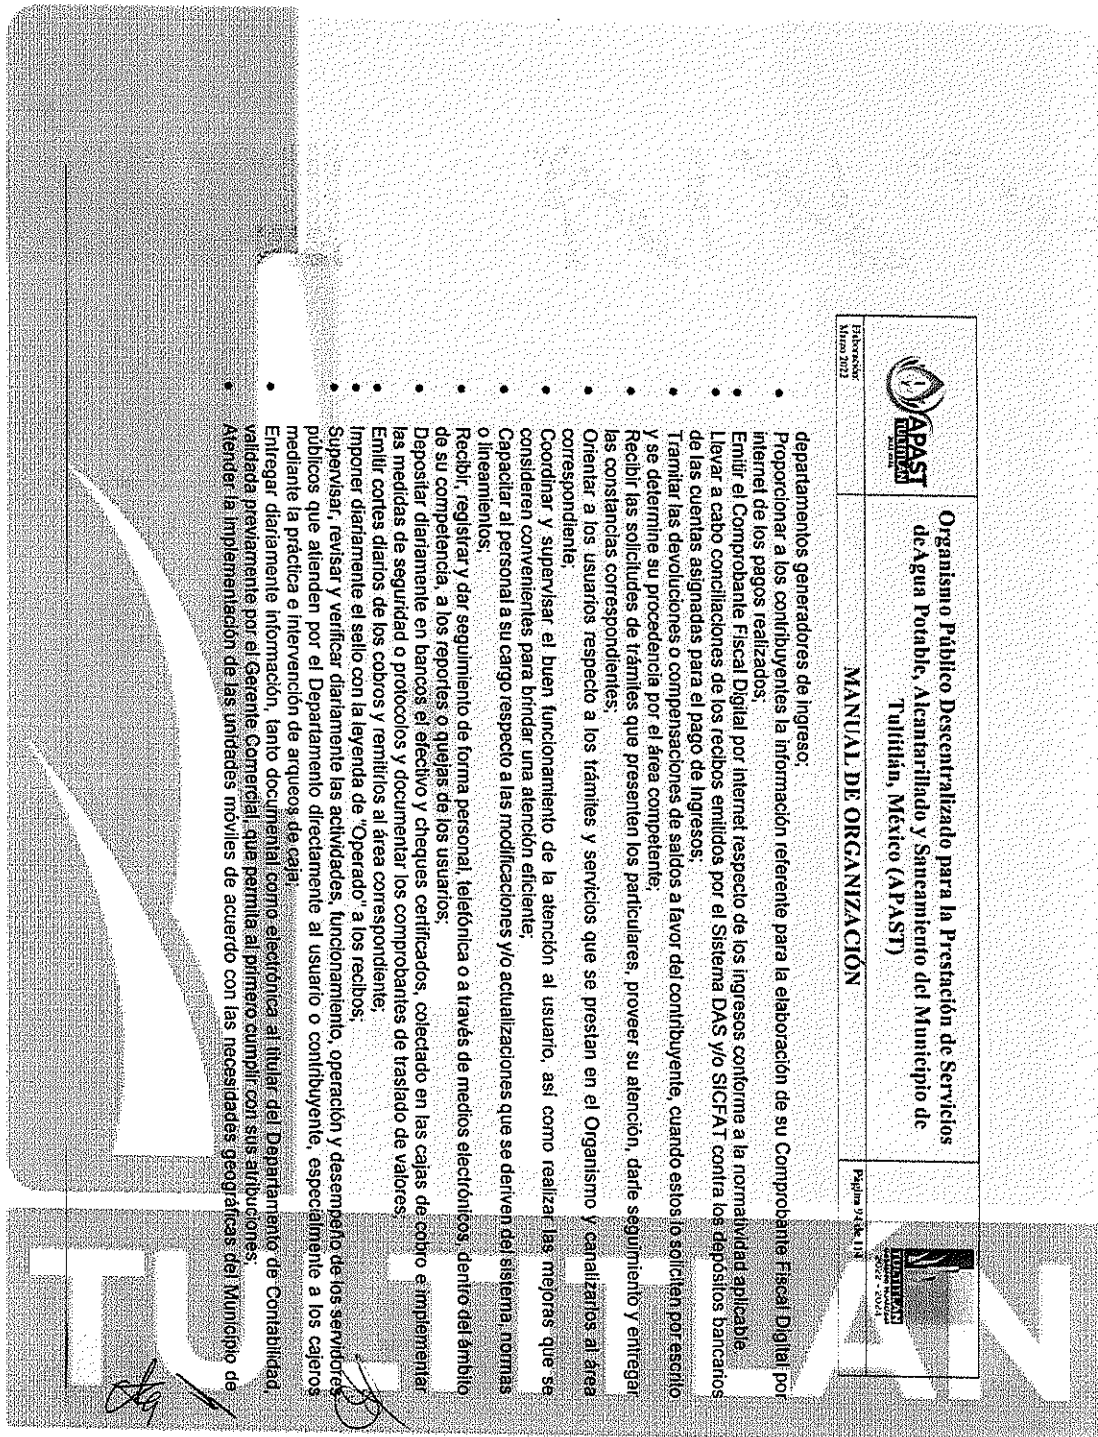 APAST
TULTITLÁN
Organismo Público Descentralizado para la Prestación de Servicios
de Agua Potable, Alcantarillado y Saneamiento del Municipio de
Tultitlán, México (APAST)
TULTITLÁN
2022 - 2024
Elaboración:
Marzo 2022
MANUAL DE ORGANIZACIÓN
Página 94 de 114
departamentos generadores de ingreso;
• Proporcionar a los contribuyentes la información referente para la elaboración de su Comprobante Fiscal Digital por
internet de los pagos realizados;
• Emitir el Comprobante Fiscal Digital por internet respecto de los ingresos conforme a la normatividad aplicable
• Llevar a cabo conciliaciones de los recibos emitidos por el Sistema DAS y/o SICFAT contra los depósitos bancarios
de las cuentas asignadas para el pago de Ingresos;
• Tramitar las devoluciones o compensaciones de saldos a favor del contribuyente, cuando estos lo soliciten por escrito
y se determine su procedencia por el área competente;
• Recibir las solicitudes de trámites que presenten los particulares, proveer su atención, darle seguimiento y entregar
las constancias correspondientes;
• Orientar a los usuarios respecto a los trámites y servicios que se prestan en el Organismo y canalizarlos al área
correspondiente;
• Coordinar y supervisar el buen funcionamiento de la atención al usuario, así como realizar las mejoras que se
consideren convenientes para brindar una atención eficiente;
• Capacitar al personal a su cargo respecto a las modificaciones y/o actualizaciones que se deriven del sistema, normas
o lineamientos;
• Recibir, registrar y dar seguimiento de forma personal, telefónica o a través de medios electrónicos, dentro del ámbito
de su competencia, a los reportes o quejas de los usuarios;
• Depositar diariamente en bancos el efectivo y cheques certificados, colectado en las cajas de cobro e implementar
las medidas de seguridad o protocolos y documentar los comprobantes de traslado de valores;
• Emitir cortes diarios de los cobros y remitirlos al área correspondiente;
• Imponer diariamente el sello con la leyenda de "Operado" a los recibos;
• Supervisar, revisar y verificar diariamente las actividades, funcionamiento, operación y desempeño de los servidores
públicos que atienden por el Departamento directamente al usuario o contribuyente, especialmente a los cajeros
mediante la práctica e intervención de arqueos de caja;
• Entregar diariamente información, tanto documental como electrónica al titular del Departamento de Contabilidad,
validada previamente por el Gerente Comercial, que permita al primero cumplir con sus atribuciones;
• Atender la implementación de las unidades móviles de acuerdo con las necesidades geográficas del Municipio de
TULTITLÁN